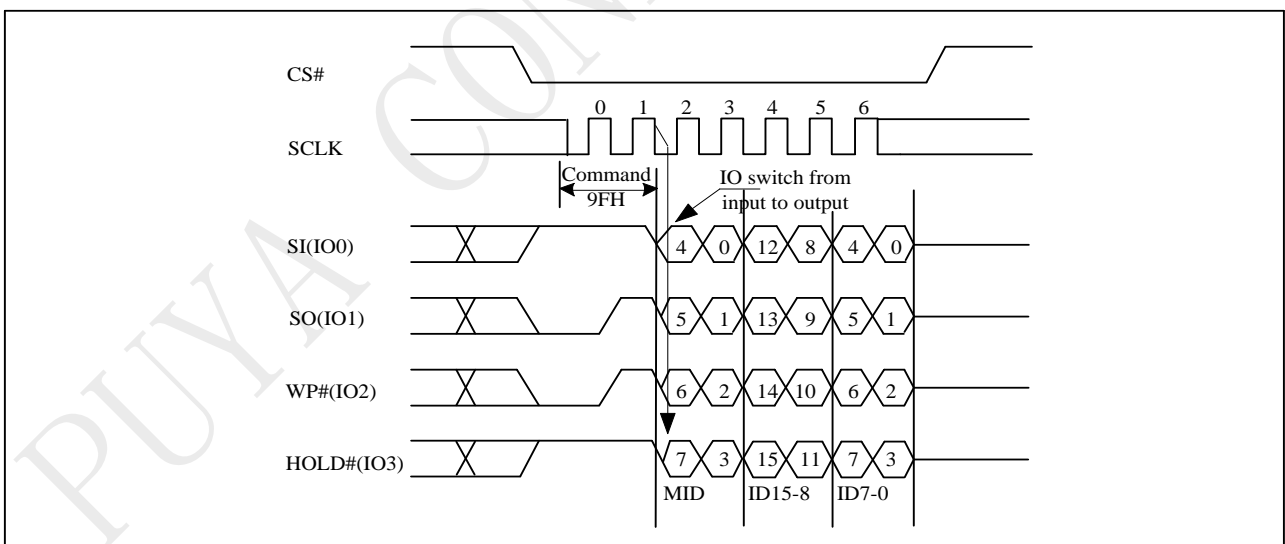 PUYA CON
CS#
0 1 2 3 4 5 6
SCLK
Command
9FH
IO switch from
input to output
SI(IO0)
4 0 12 8 4 0
SO(IO1)
5 1 13 9 5 1
WP#(IO2)
6 2 14 10 6 2
HOLD#(IO3)
7 3 15 11 7 3
MID ID15-8 ID7-0